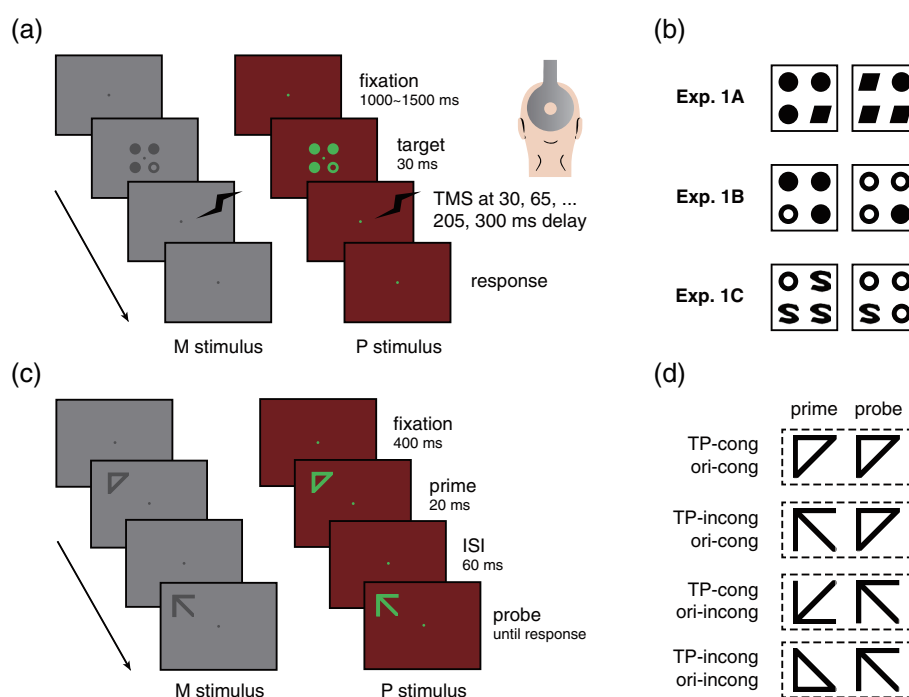 (a)
fixation
1000~1500 ms
target
30 ms
TMS at 30, 65, ...
205, 300 ms delay
response
M stimulus
P stimulus
(b)
Exp. 1A
Exp. 1B
Exp. 1C
(c)
fixation
400 ms
prime
20 ms
ISI
60 ms
probe
until response
M stimulus
P stimulus
(d)
prime probe
TP-cong
ori-cong
TP-incong
ori-cong
TP-cong
ori-incong
TP-incong
ori-incong